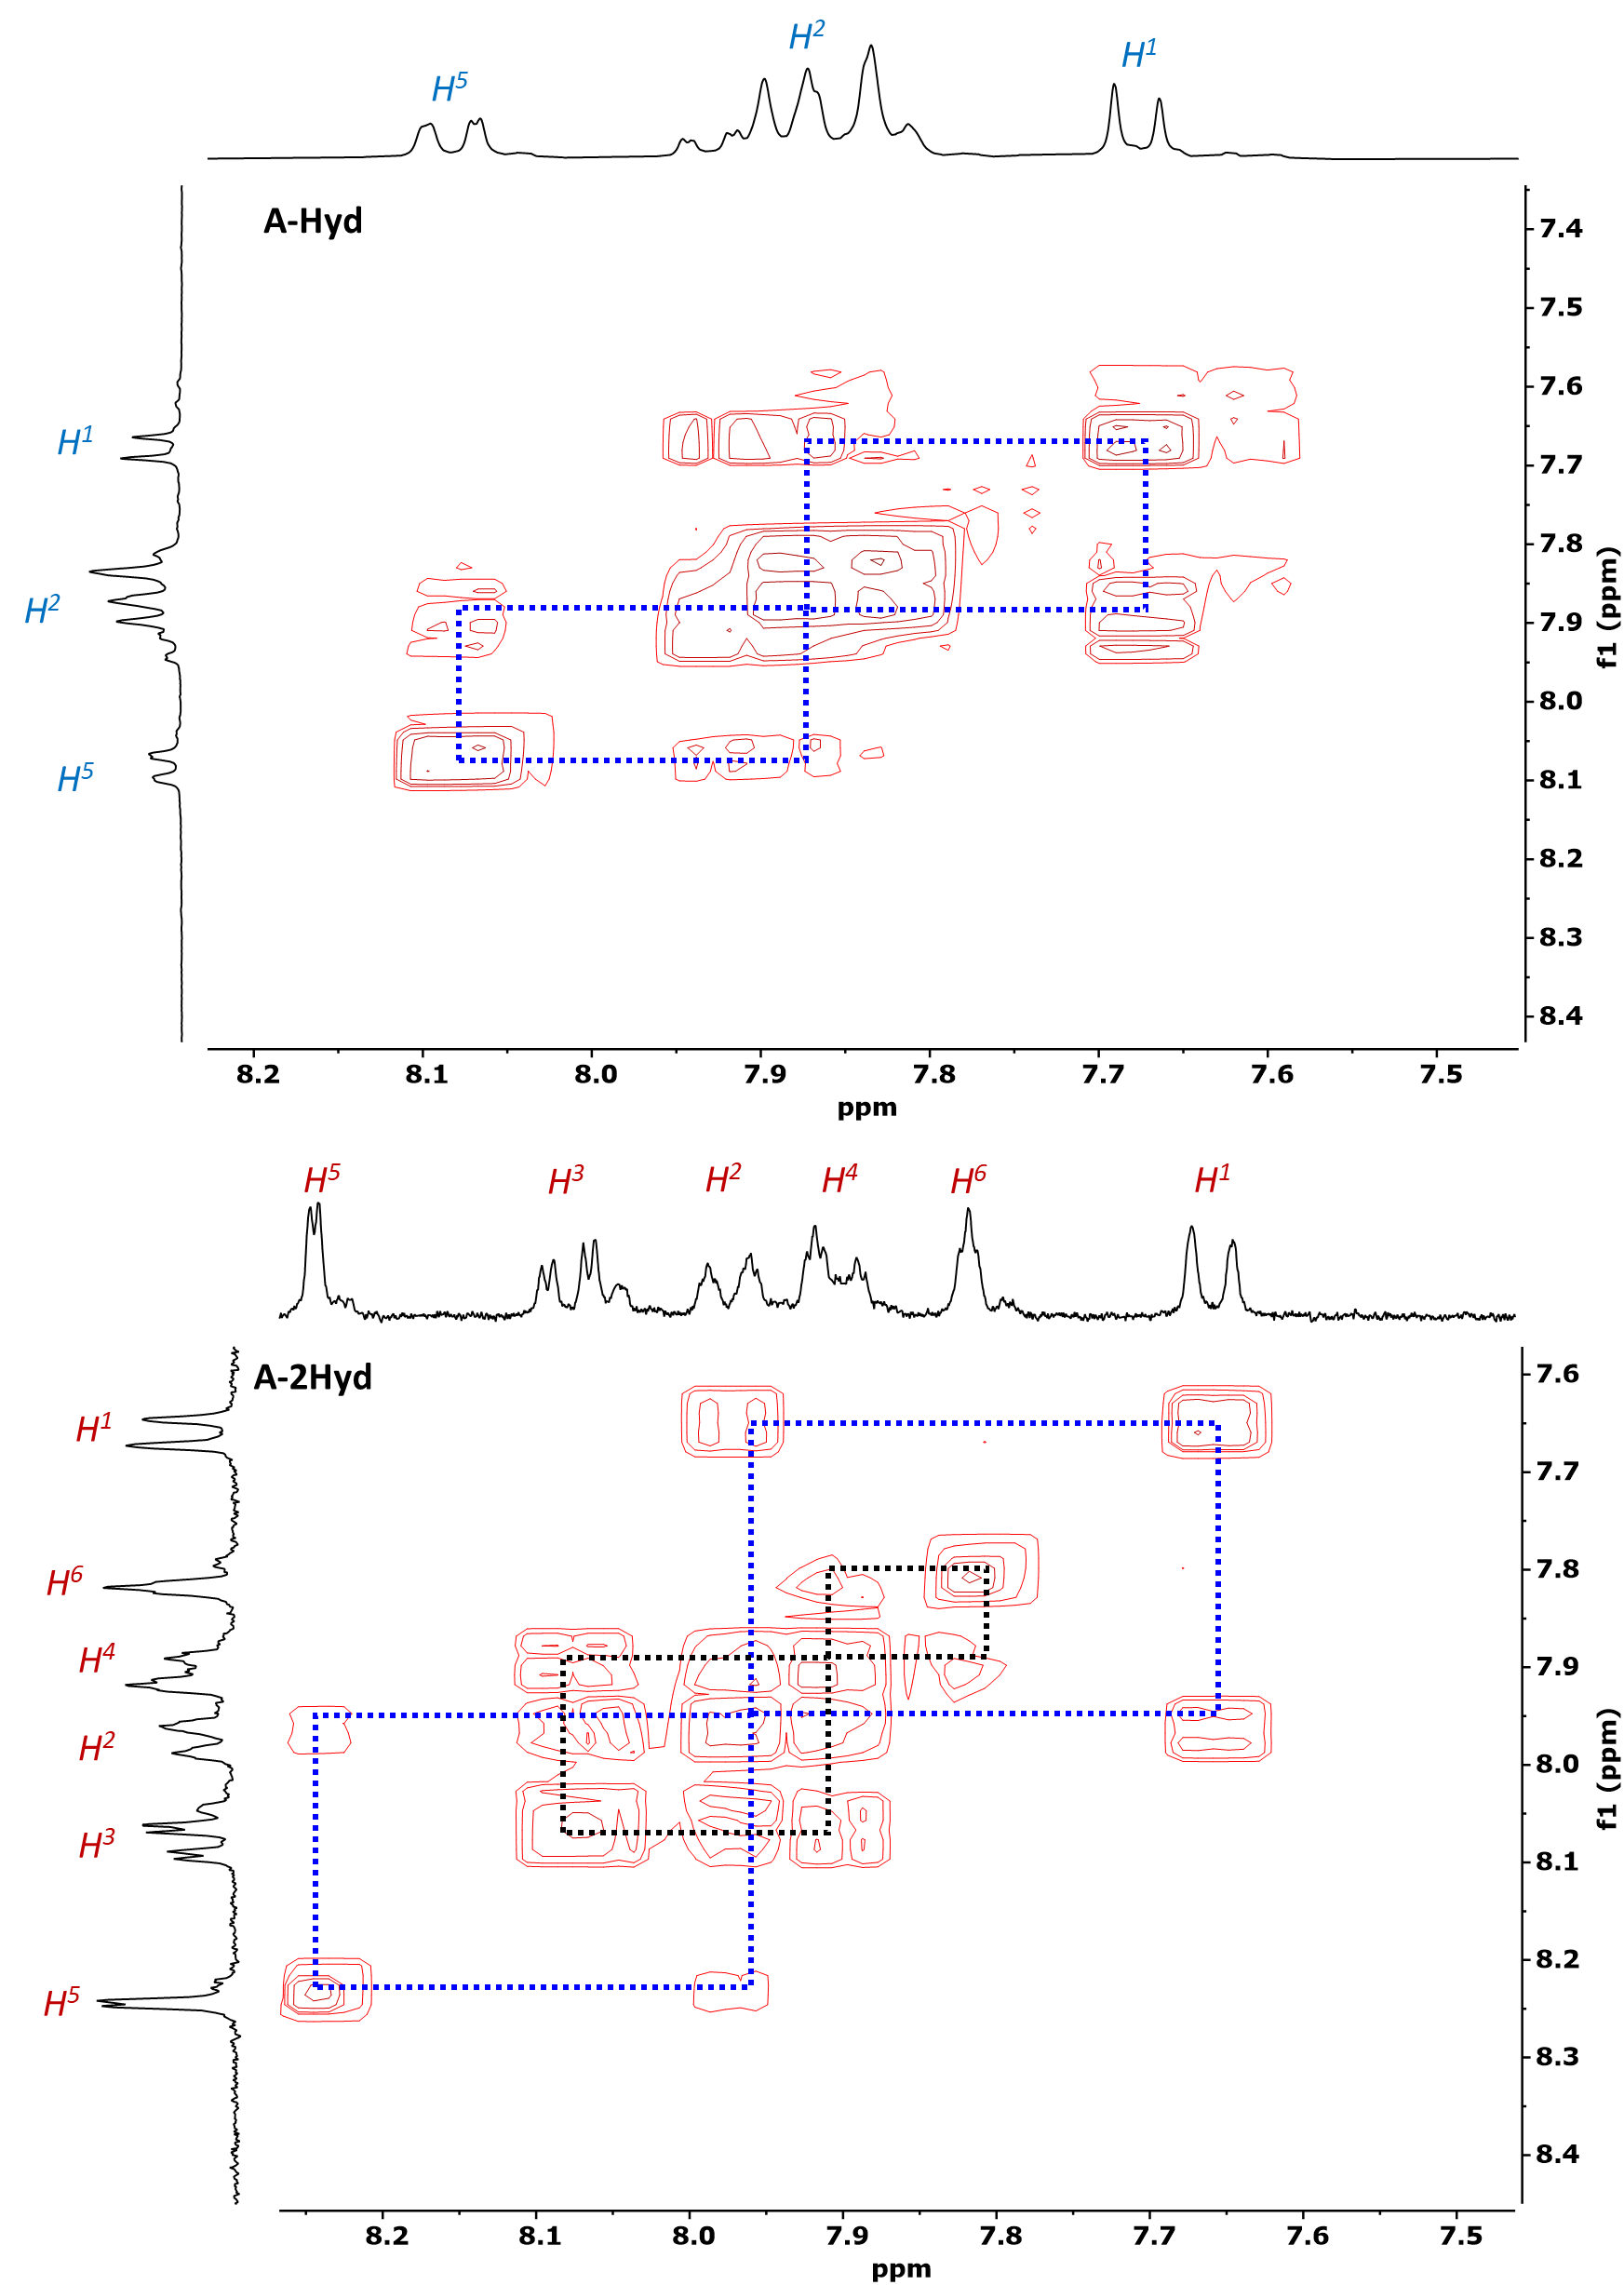 H²
H¹
H⁵
A-Hyd
7.4
7.5
7.6
H¹
7.7
7.8
f1 (ppm)
H²
7.9
8.0
H⁵
8.1
8.2
8.3
8.4
8.2 8.1 8.0 7.9 7.8 7.7 7.6 7.5
ppm
H⁵ H³ H² H⁴ H⁶ H¹
A-2Hyd
7.6
H¹
7.7
7.8
H⁶
H⁴
7.9
H²
8.0
f1 (ppm)
H³
8.1
8.2
H⁵
8.3
8.4
8.2 8.1 8.0 7.9 7.8 7.7 7.6 7.5
ppm